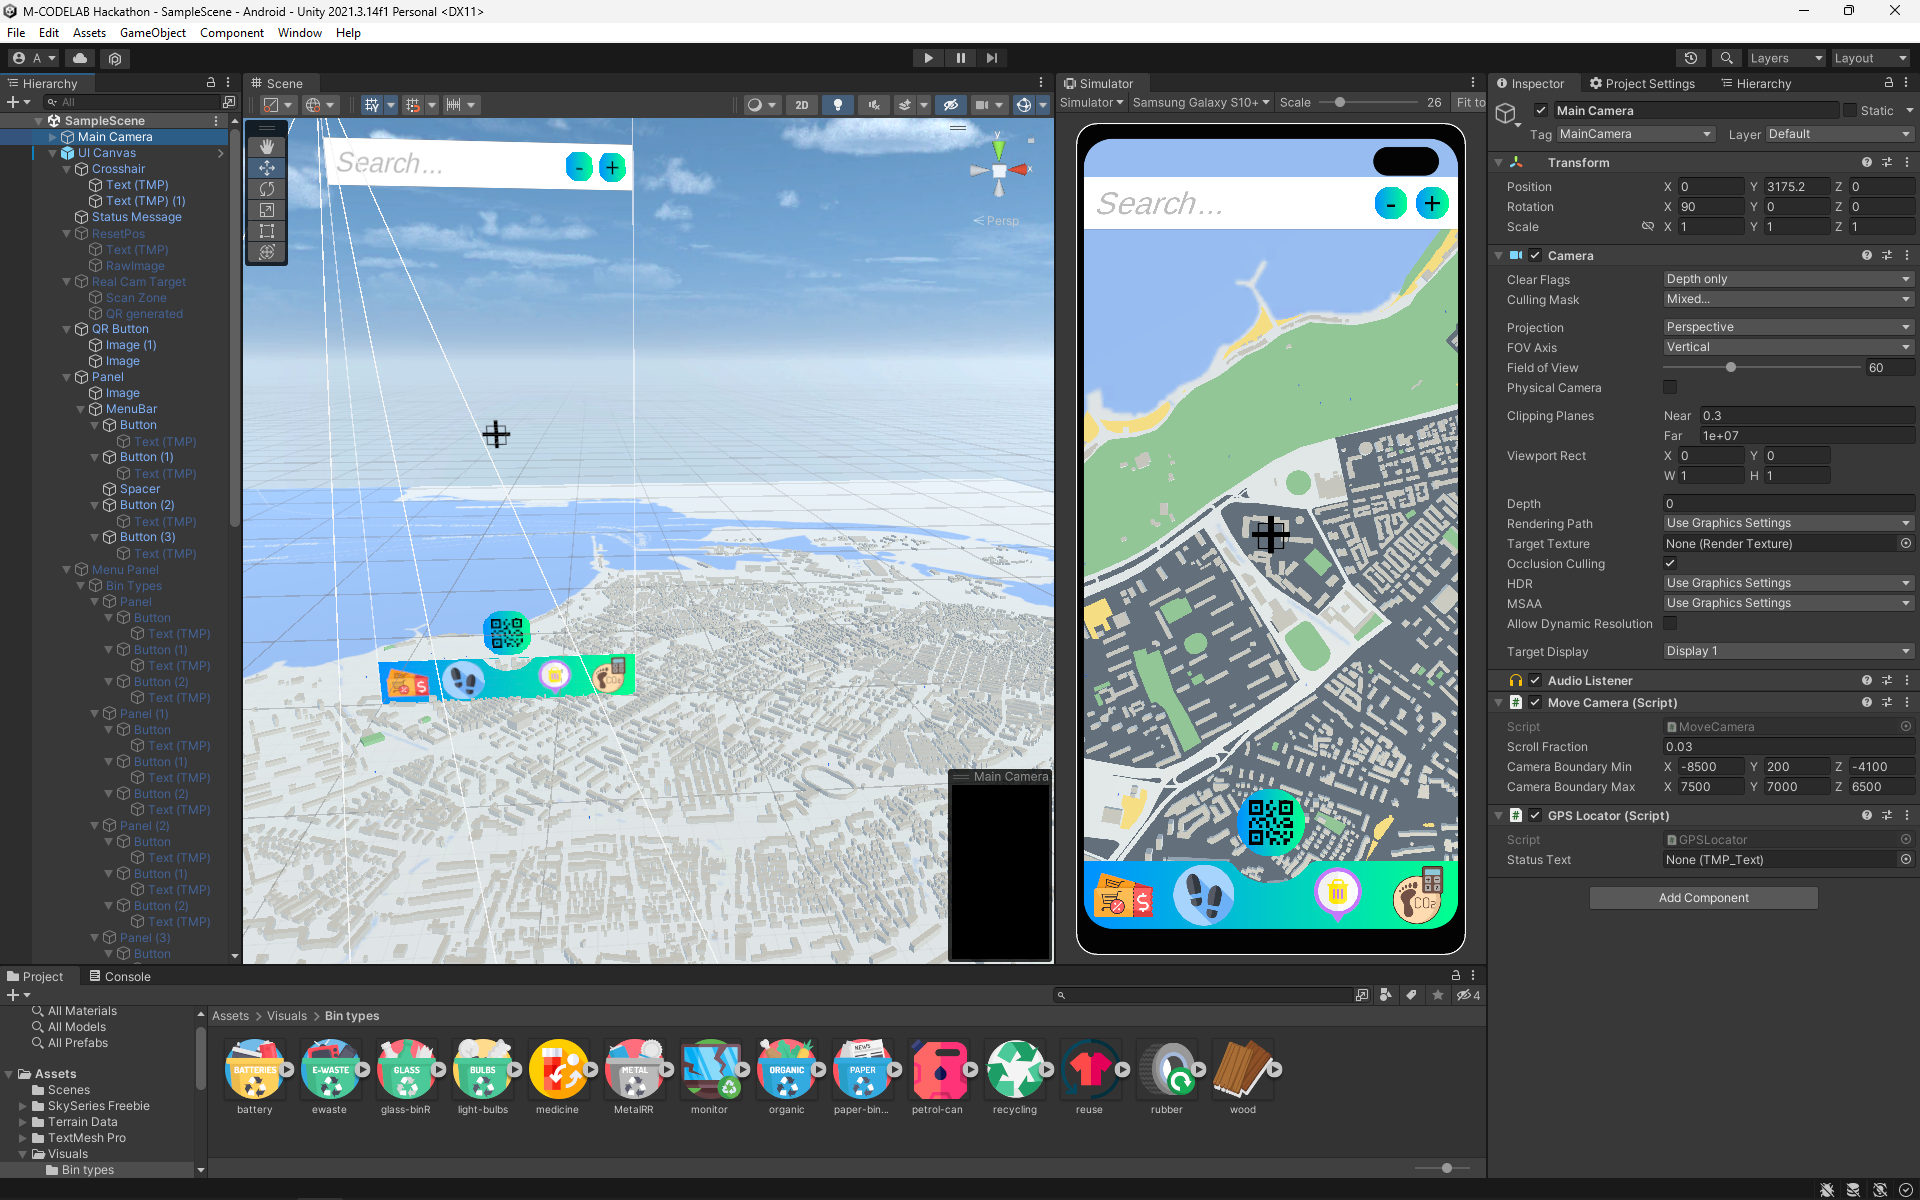 M-CODELAB Hackathon - SampleScene - Android - Unity 2021.3.14f1 Personal <DX11>
File Edit Assets GameObject Component Window Help
A
Layers
Layout
Hierarchy
All
SampleScene
Main Camera
UI Canvas
Crosshair
Text (TMP)
Text (TMP) (1)
Status Message
ResetPos
Text (TMP)
RawImage
Real Cam Target
Scan Zone
QR generated
QR Button
Image (1)
Image
Panel
Image
MenuBar
Button
Text (TMP)
Button (1)
Text (TMP)
Spacer
Button (2)
Text (TMP)
Button (3)
Text (TMP)
Menu Panel
Bin Types
Panel
Button
Text (TMP)
Button (1)
Text (TMP)
Button (2)
Text (TMP)
Panel (1)
Button
Text (TMP)
Button (1)
Text (TMP)
Button (2)
Text (TMP)
Panel (2)
Button
Text (TMP)
Button (1)
Text (TMP)
Button (2)
Text (TMP)
Panel (3)
Button
Scene
2D
Search...
- +
y
x
Persp
Main Camera
Simulator
Simulator Samsung Galaxy S10+ Scale 26 Fit to
Search...
- +
$
CO₂
Inspector Project Settings Hierarchy
Main Camera Static
Tag MainCamera Layer Default
Transform
Position X 0 Y 3175.2 Z 0
Rotation X 90 Y 0 Z 0
Scale X 1 Y 1 Z 1
Camera
Clear Flags Depth only
Culling Mask Mixed...
Projection Perspective
FOV Axis Vertical
Field of View 60
Physical Camera
Clipping Planes Near 0.3
Far 1e+07
Viewport Rect X 0 Y 0
W 1 H 1
Depth 0
Rendering Path Use Graphics Settings
Target Texture None (Render Texture)
Occlusion Culling
HDR Use Graphics Settings
MSAA Use Graphics Settings
Allow Dynamic Resolution
Target Display Display 1
Audio Listener
Move Camera (Script)
Script MoveCamera
Scroll Fraction 0.03
Camera Boundary Min X -8500 Y 200 Z -4100
Camera Boundary Max X 7500 Y 7000 Z 6500
GPS Locator (Script)
Script GPSLocator
Status Text None (TMP_Text)
Add Component
Project Console
4
All Materials
All Models
All Prefabs
Assets
Scenes
SkySeries Freebie
Terrain Data
TextMesh Pro
Visuals
Bin types
Assets > Visuals > Bin types
BATTERIES E-WASTE GLASS BULBS METAL ORGANIC NEWS PAPER
battery ewaste glass-binR light-bulbs medicine MetalRR monitor organic paper-bin... petrol-can recycling reuse rubber wood